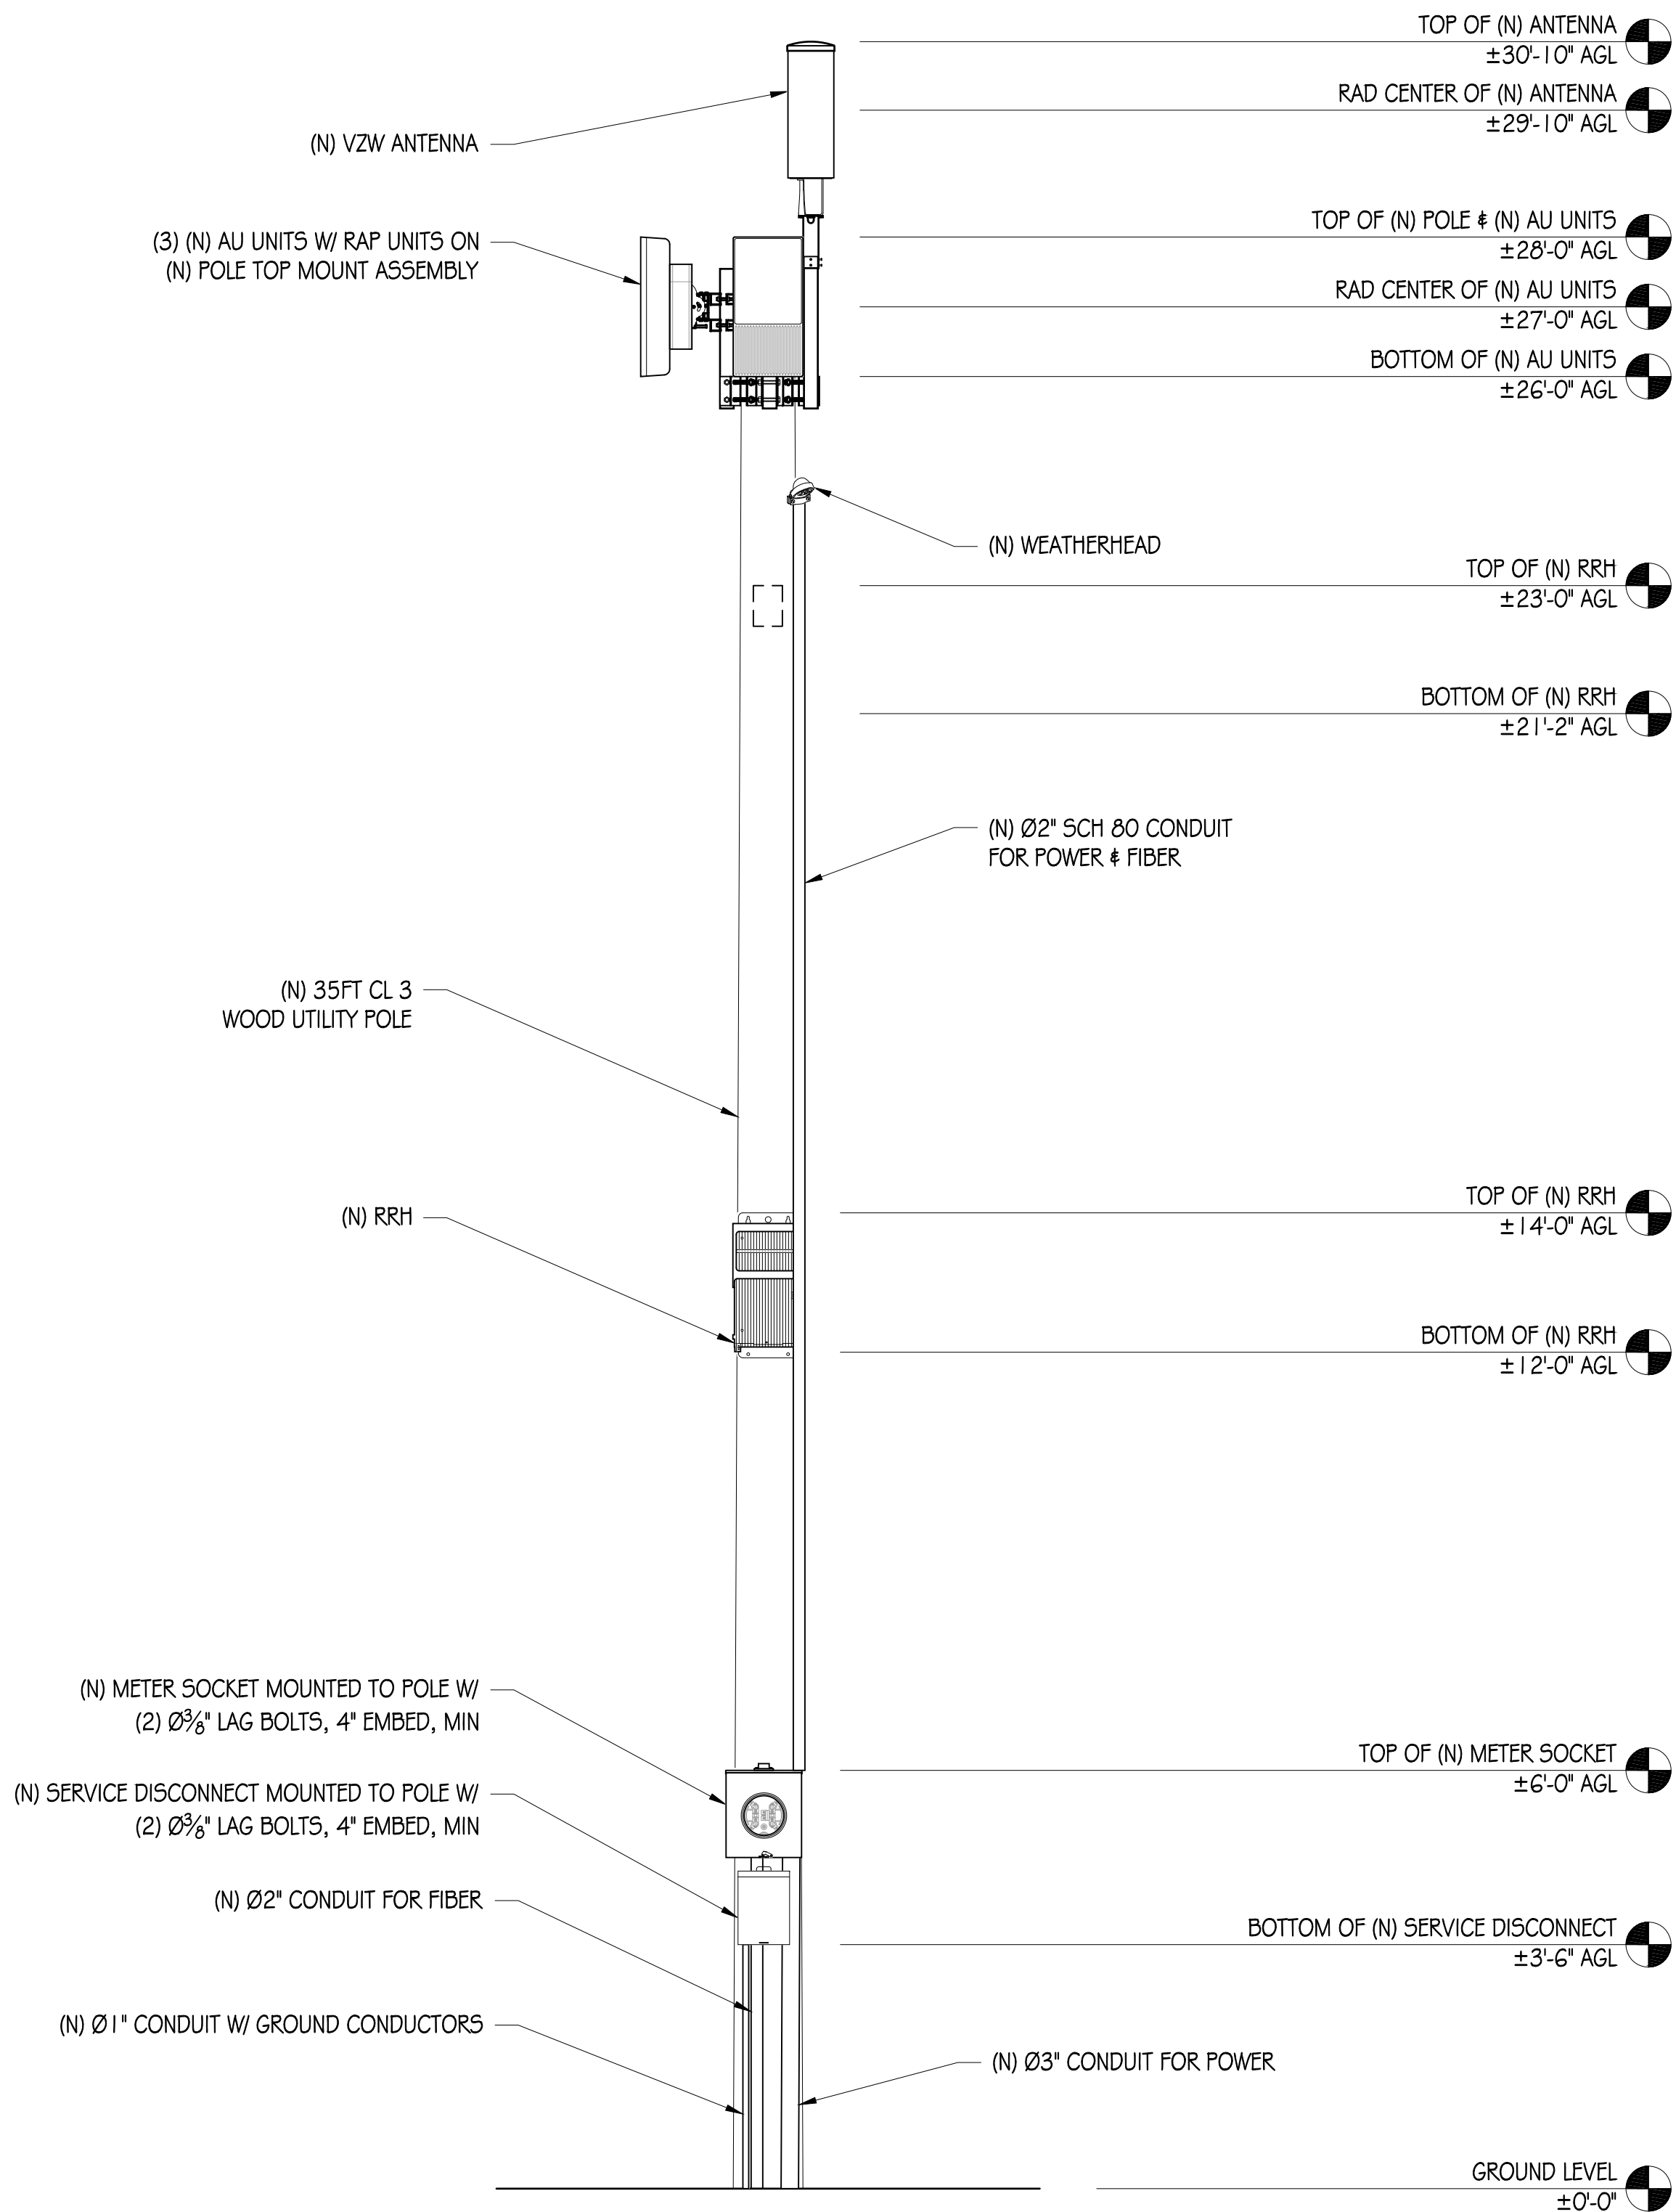 TOP OF (N) ANTENNA
±30'-10" AGL
RAD CENTER OF (N) ANTENNA
±29'-10" AGL
(N) VZW ANTENNA
TOP OF (N) POLE & (N) AU UNITS
±28'-0" AGL
(3) (N) AU UNITS W/ RAP UNITS ON
(N) POLE TOP MOUNT ASSEMBLY
RAD CENTER OF (N) AU UNITS
±27'-0" AGL
BOTTOM OF (N) AU UNITS
±26'-0" AGL
(N) WEATHERHEAD
TOP OF (N) RRH
±23'-0" AGL
BOTTOM OF (N) RRH
±21'-2" AGL
(N) Ø2" SCH 80 CONDUIT
FOR POWER & FIBER
(N) 35FT CL 3
WOOD UTILITY POLE
TOP OF (N) RRH
±14'-0" AGL
(N) RRH
BOTTOM OF (N) RRH
±12'-0" AGL
(N) METER SOCKET MOUNTED TO POLE W/
(2) Ø3/8" LAG BOLTS, 4" EMBED, MIN
TOP OF (N) METER SOCKET
±6'-0" AGL
(N) SERVICE DISCONNECT MOUNTED TO POLE W/
(2) Ø3/8" LAG BOLTS, 4" EMBED, MIN
(N) Ø2" CONDUIT FOR FIBER
BOTTOM OF (N) SERVICE DISCONNECT
±3'-6" AGL
(N) Ø1" CONDUIT W/ GROUND CONDUCTORS
(N) Ø3" CONDUIT FOR POWER
GROUND LEVEL
±0'-0"